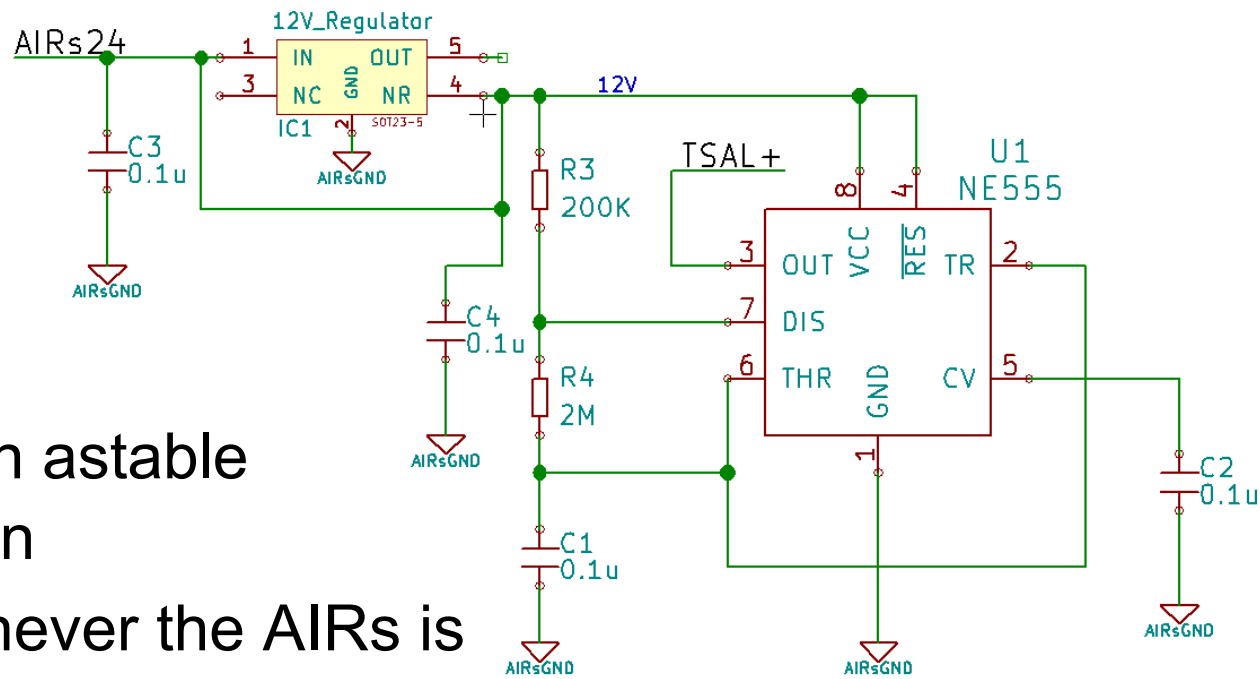 12V_Regulator
AIRs24
1 IN OUT 5
3 NC GND NR 4
IC1 2 SOT23-5
AIRsGND
12V
C3
0.1u
AIRsGND
R3
200K
TSAL+
U1
NE555
8 4
3 OUT VCC RES TR 2
7 DIS
6 THR GND CV 5
1
C4
0.1u
AIRsGND
R4
2M
C2
0.1u
AIRsGND
C1
0.1u
AIRsGND
AIRsGND
n astable
n
never the AIRs is